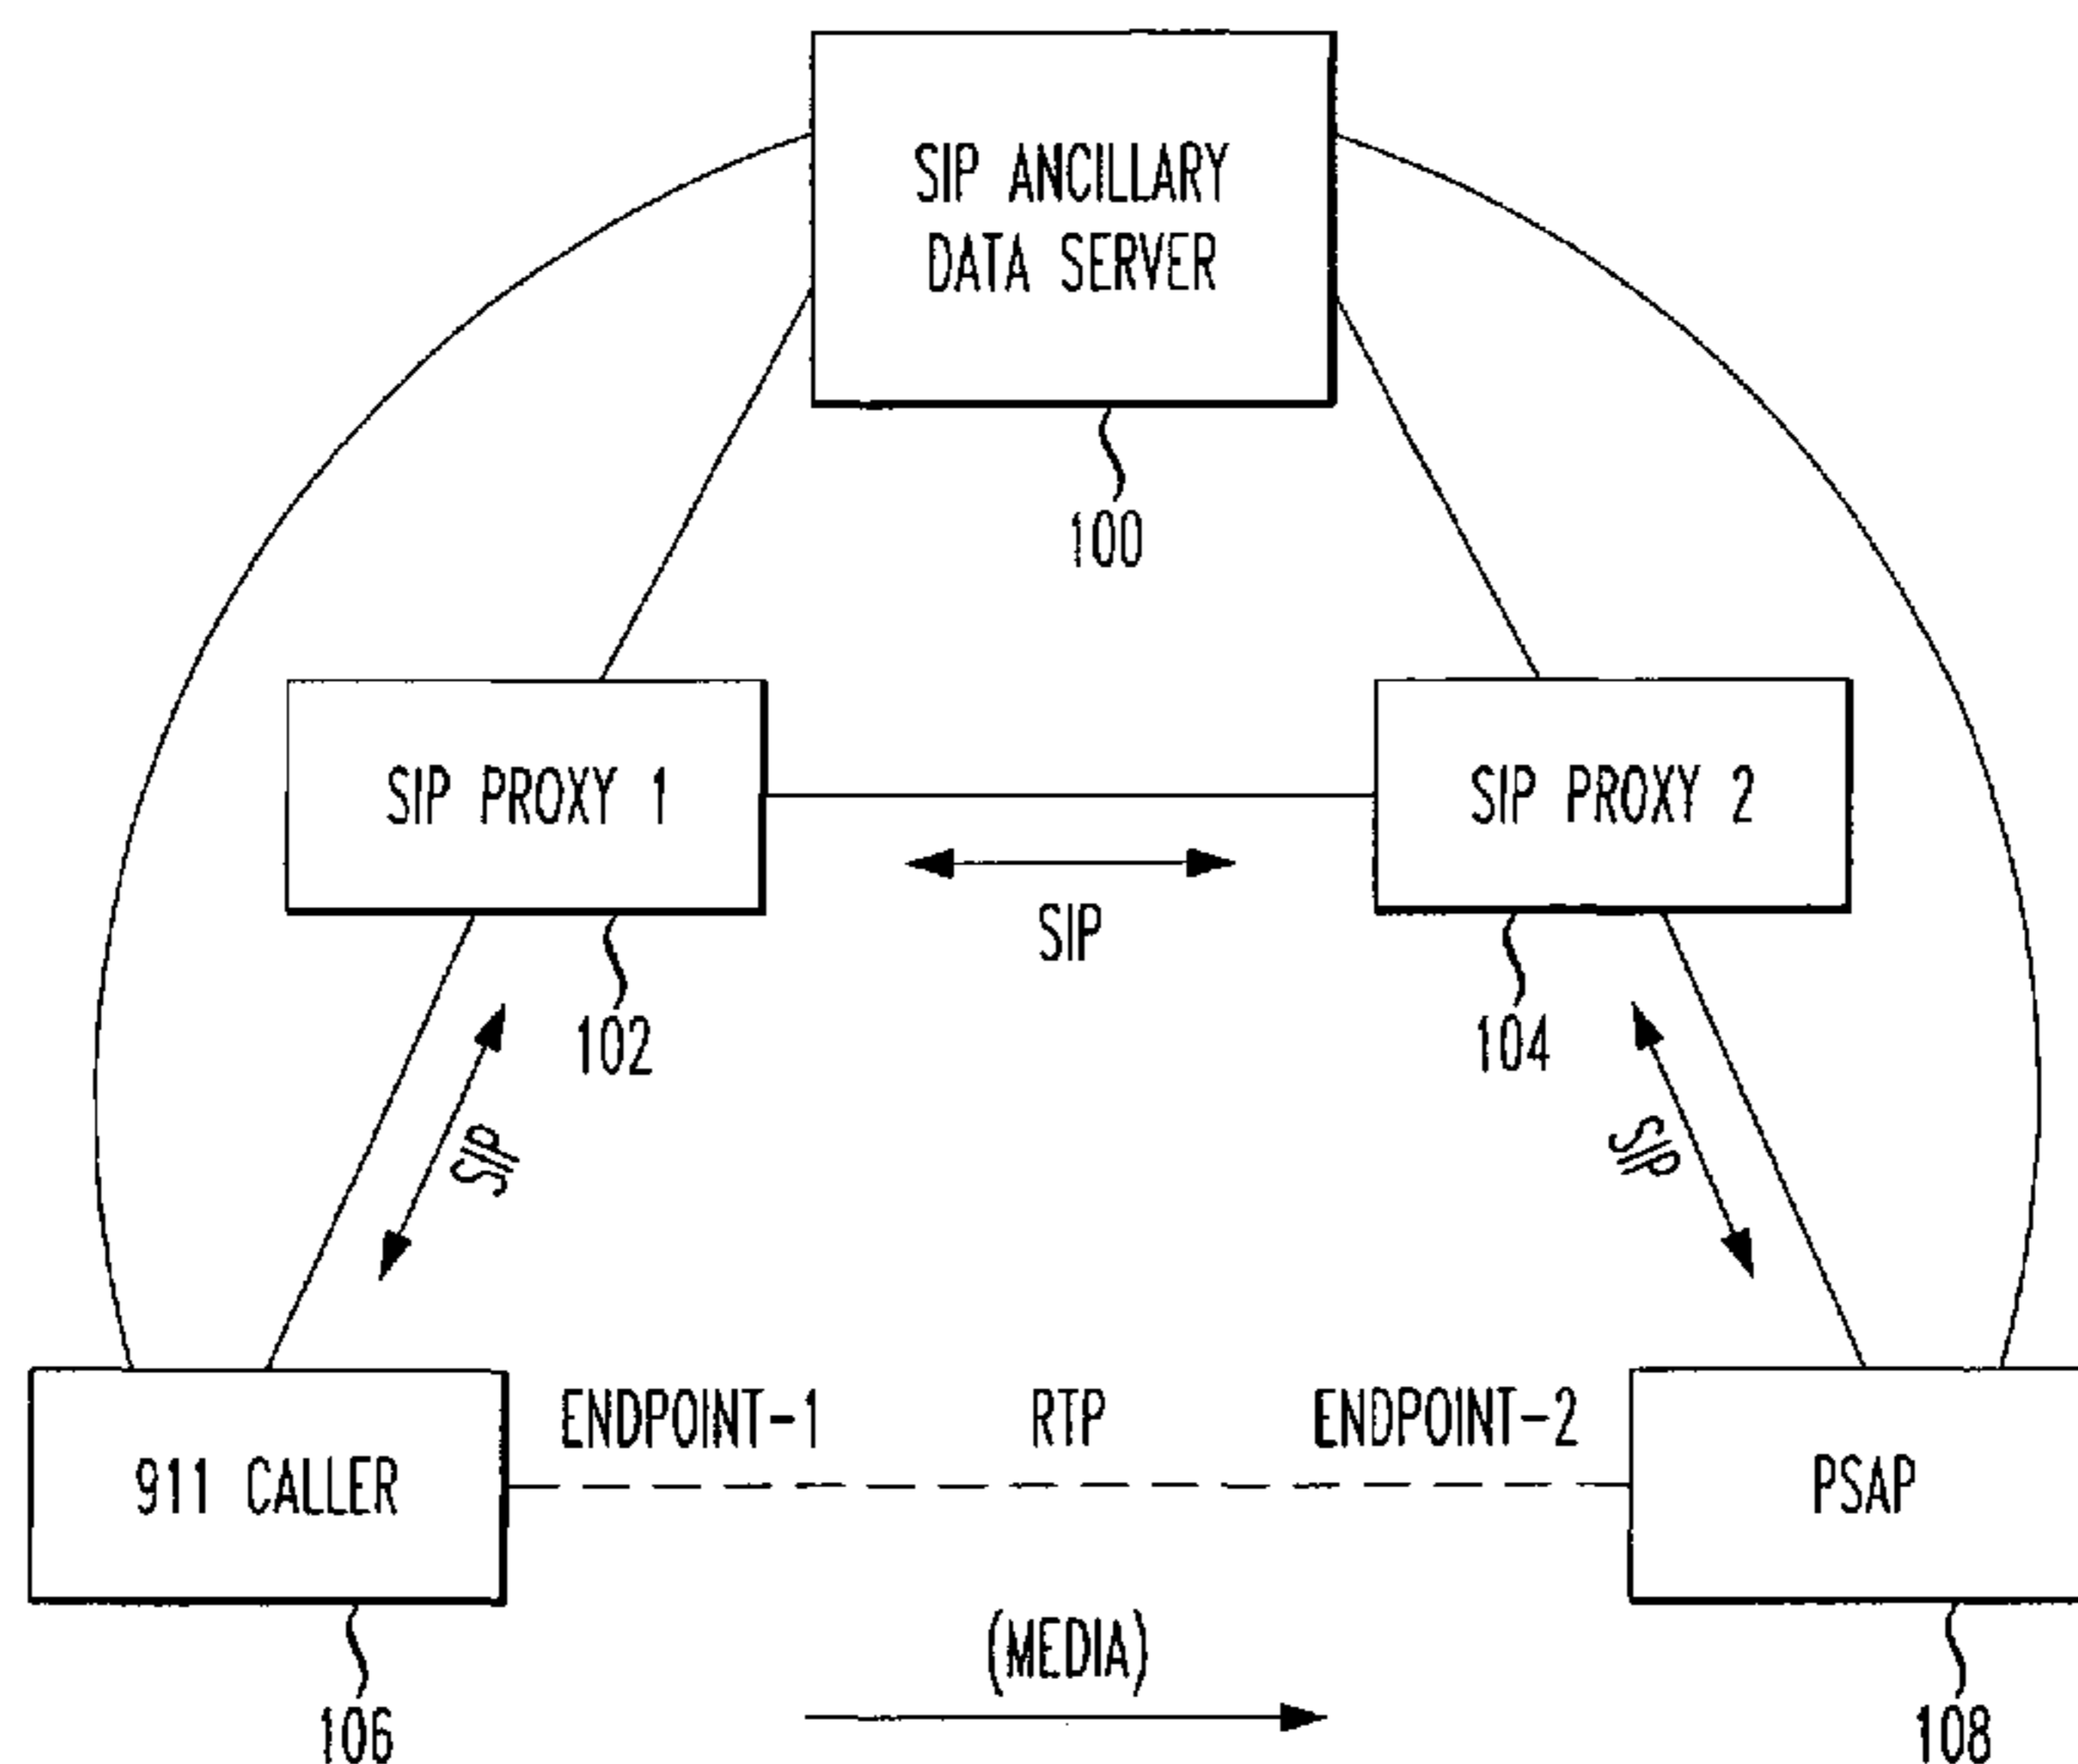 SIP ANCILLARY
DATA SERVER
100
SIP PROXY 1
SIP PROXY 2
SIP
102
104
SIP
SIP
ENDPOINT-1
RTP
ENDPOINT-2
911 CALLER
PSAP
(MEDIA)
106
108